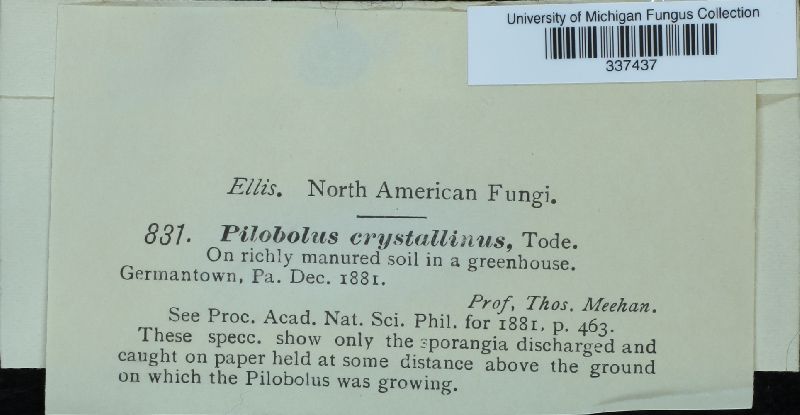 University of Michigan Fungus Collection
337437
Ellis. North American Fungi.
831. Pilobolus crystallinus, Tode.
On richly manured soil in a greenhouse.
Germantown, Pa. Dec. 1881.
Prof, Thos. Meehan.
See Proc. Acad. Nat. Sci. Phil. for 1881, p. 463.
These specc. show only the sporangia discharged and
caught on paper held at some distance above the ground
on which the Pilobolus was growing.